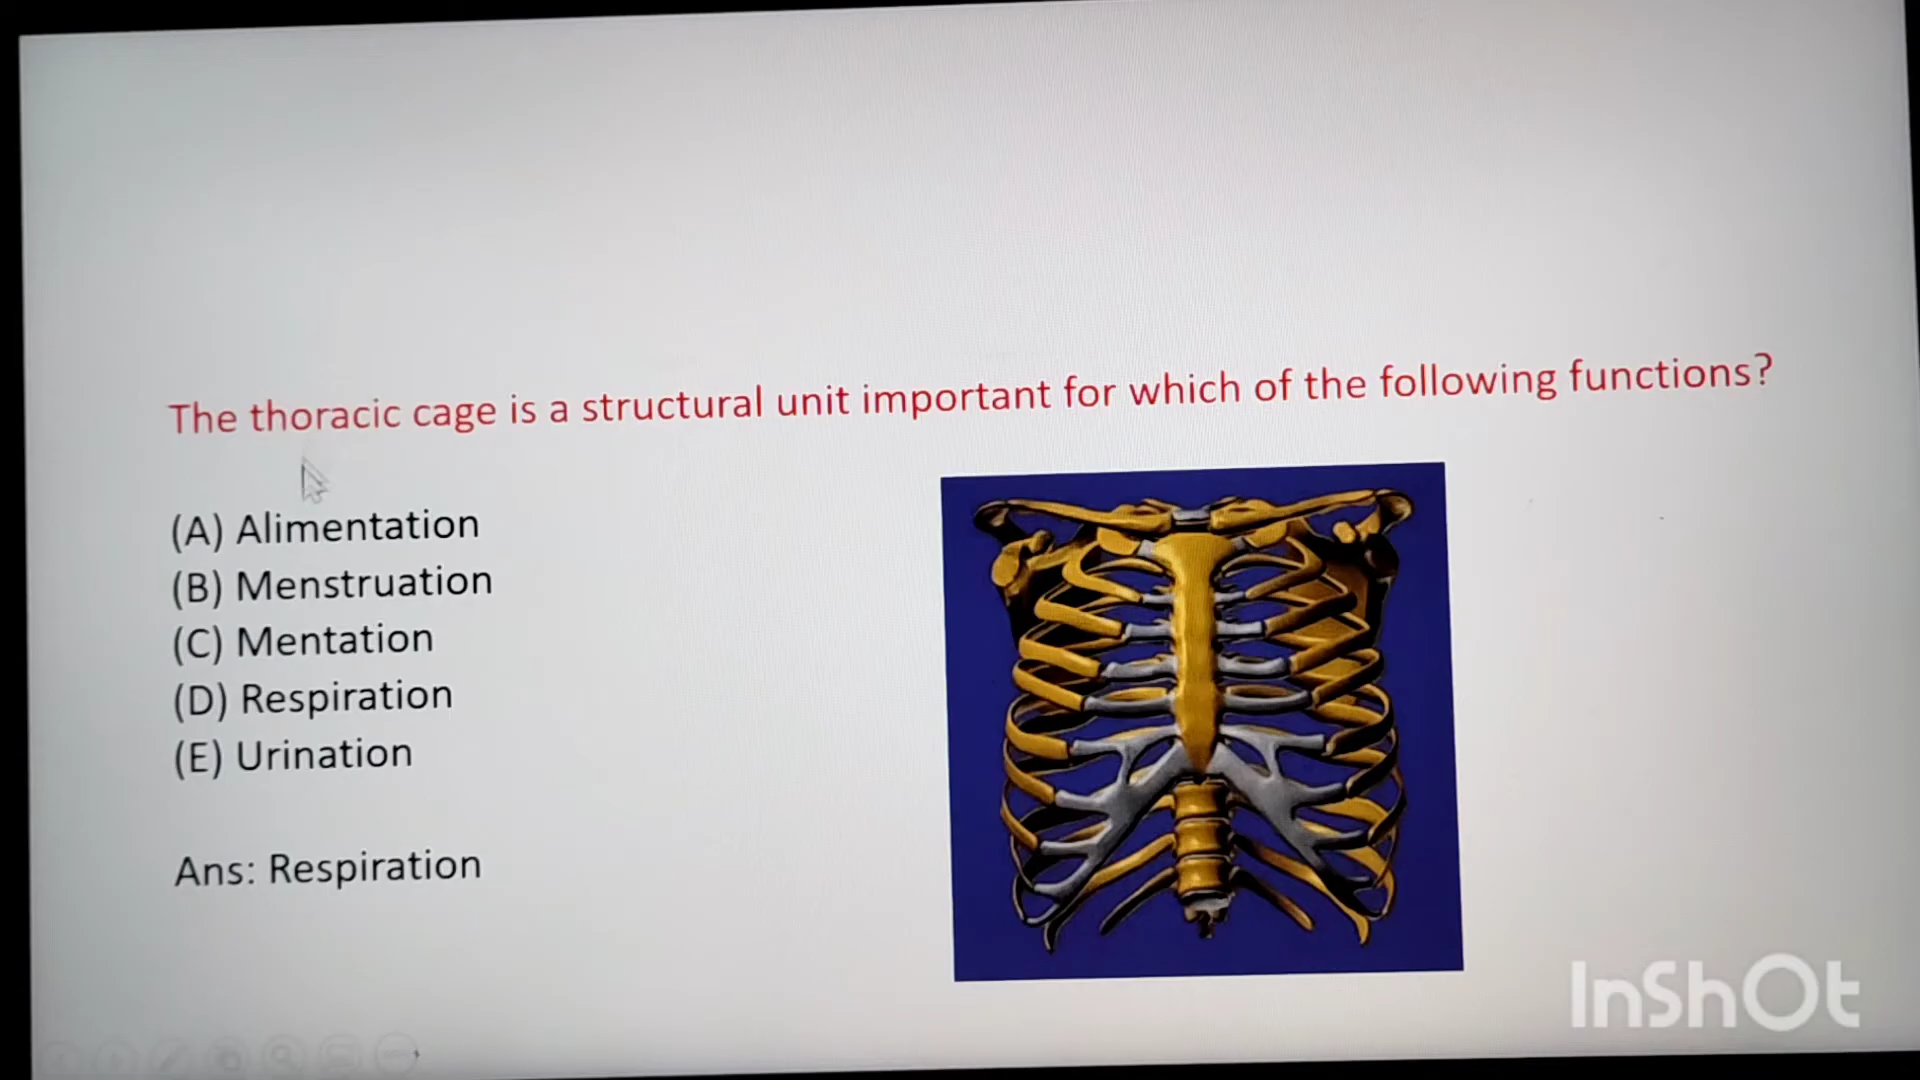 The thoracic cage is a structural unit important for which of the following functions?
(A) Alimentation
(B) Menstruation
(C) Mentation
(D) Respiration
(E) Urination
Ans: Respiration
InShOt